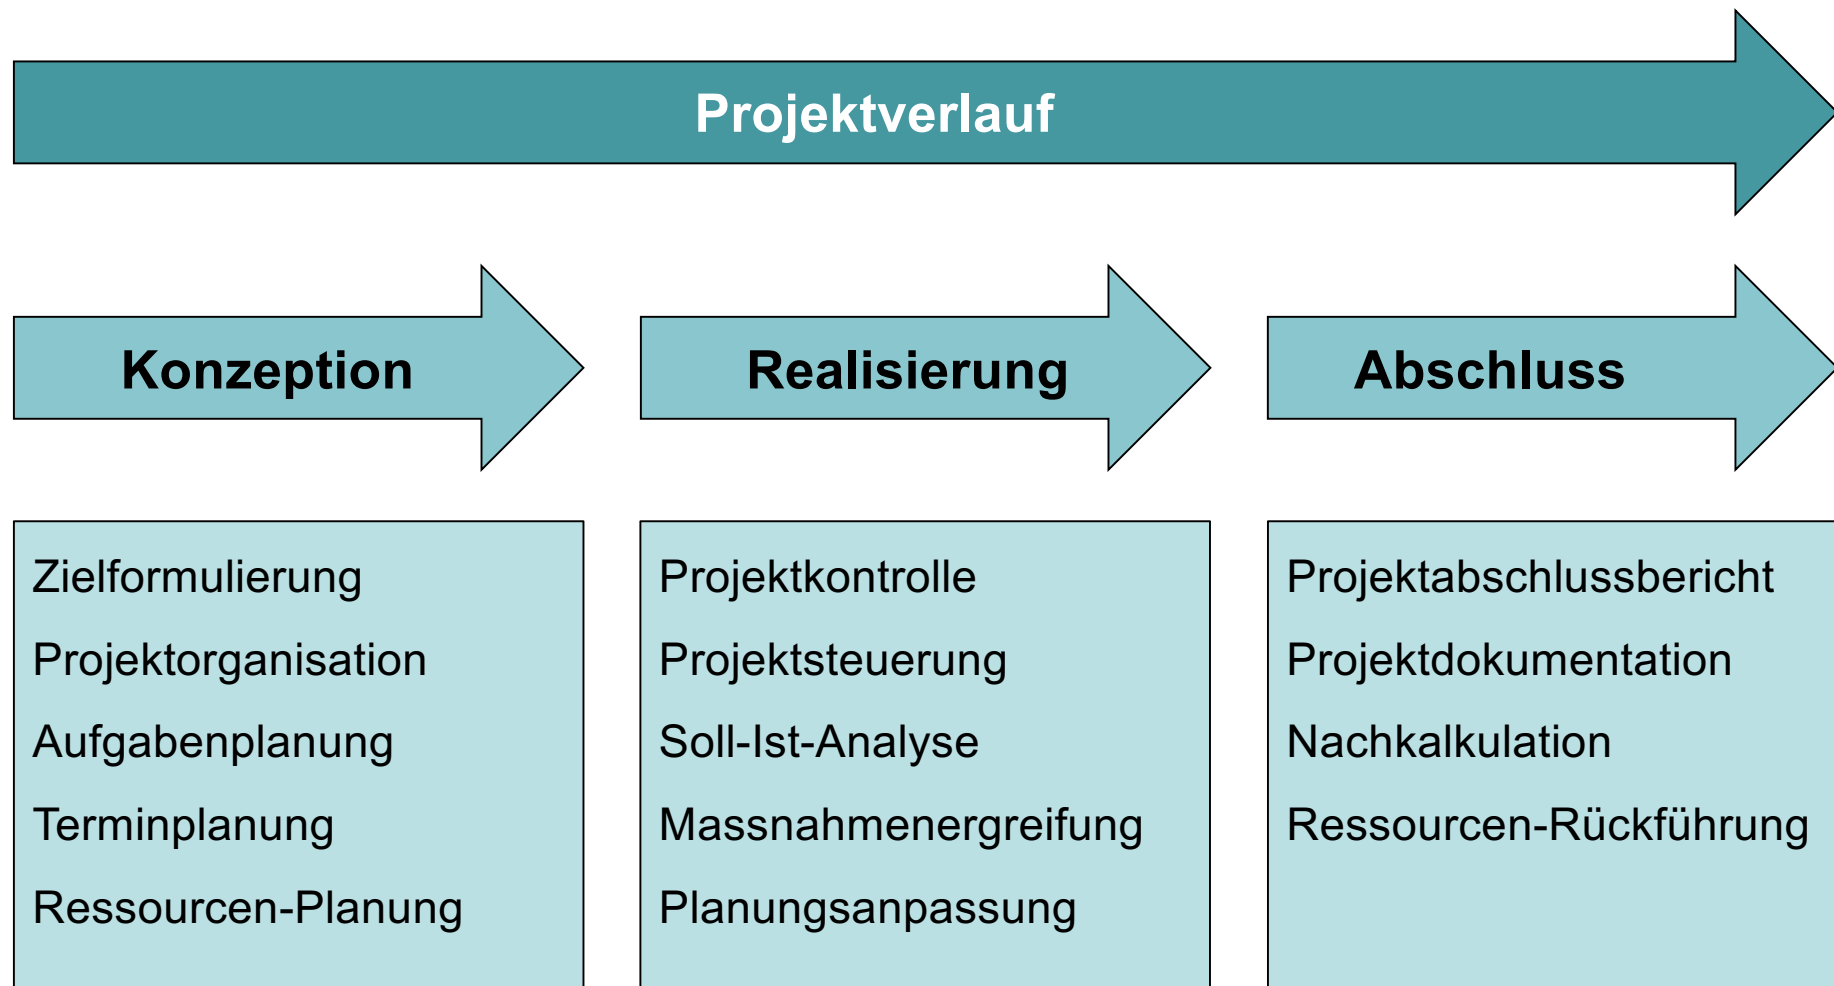 Projektverlauf
Konzeption
Realisierung
Abschluss
Zielformulierung
Projektorganisation
Aufgabenplanung
Terminplanung
Ressourcen-Planung
Projektkontrolle
Projektsteuerung
Soll-Ist-Analyse
Massnahmenergreifung
Planungsanpassung
Projektabschlussbericht
Projektdokumentation
Nachkalkulation
Ressourcen-Rückführung